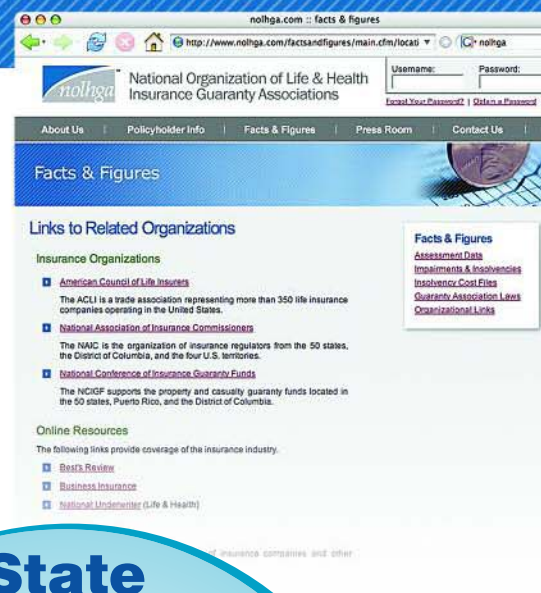 nolhga.com :: facts & figures
http://www.nolhga.com/factsandfigures/main.cfm/locati
nolhga
nolhga
National Organization of Life & Health
Insurance Guaranty Associations
Username:
Password:
Forgot Your Password? | Obtain a Password
About Us | Policyholder Info | Facts & Figures | Press Room | Contact Us |
Facts & Figures
Links to Related Organizations
Insurance Organizations
American Council of Life Insurers
The ACLI is a trade association representing more than 350 life insurance
companies operating in the United States.
National Association of Insurance Commissioners
The NAIC is the organization of insurance regulators from the 50 states,
the District of Columbia, and the four U.S. territories.
National Conference of Insurance Guaranty Funds
The NCIGF supports the property and casualty guaranty funds located in
the 50 states, Puerto Rico, and the District of Columbia.
Online Resources
The following links provide coverage of the insurance industry.
Best's Review
Business Insurance
National Underwriter (Life & Health)
Facts & Figures
Assessment Data
Impairments & Insolvencies
Insolvency Cost Files
Guaranty Association Laws
Organizational Links
of insurance companies and other
State